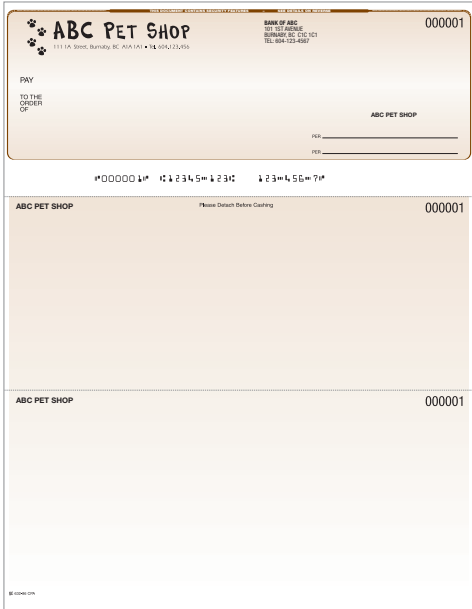 THIS DOCUMENT CONTAINS SECURITY FEATURES SEE DETAILS ON REVERSE
ABC PET SHOP
111 1A Street, Burnaby, BC A1A 1A1 • Tel. 604.123.456
BANK OF ABC
101 1ST AVENUE
BURNABY, BC C1C 1C1
TEL: 604-123-4567
000001
PAY
TO THE
ORDER
OF
ABC PET SHOP
PER
PER
⑈000001⑈ ⑆12345⑉123⑆ 123⑉456⑉7⑈
ABC PET SHOP
Please Detach Before Cashing
000001
ABC PET SHOP
000001